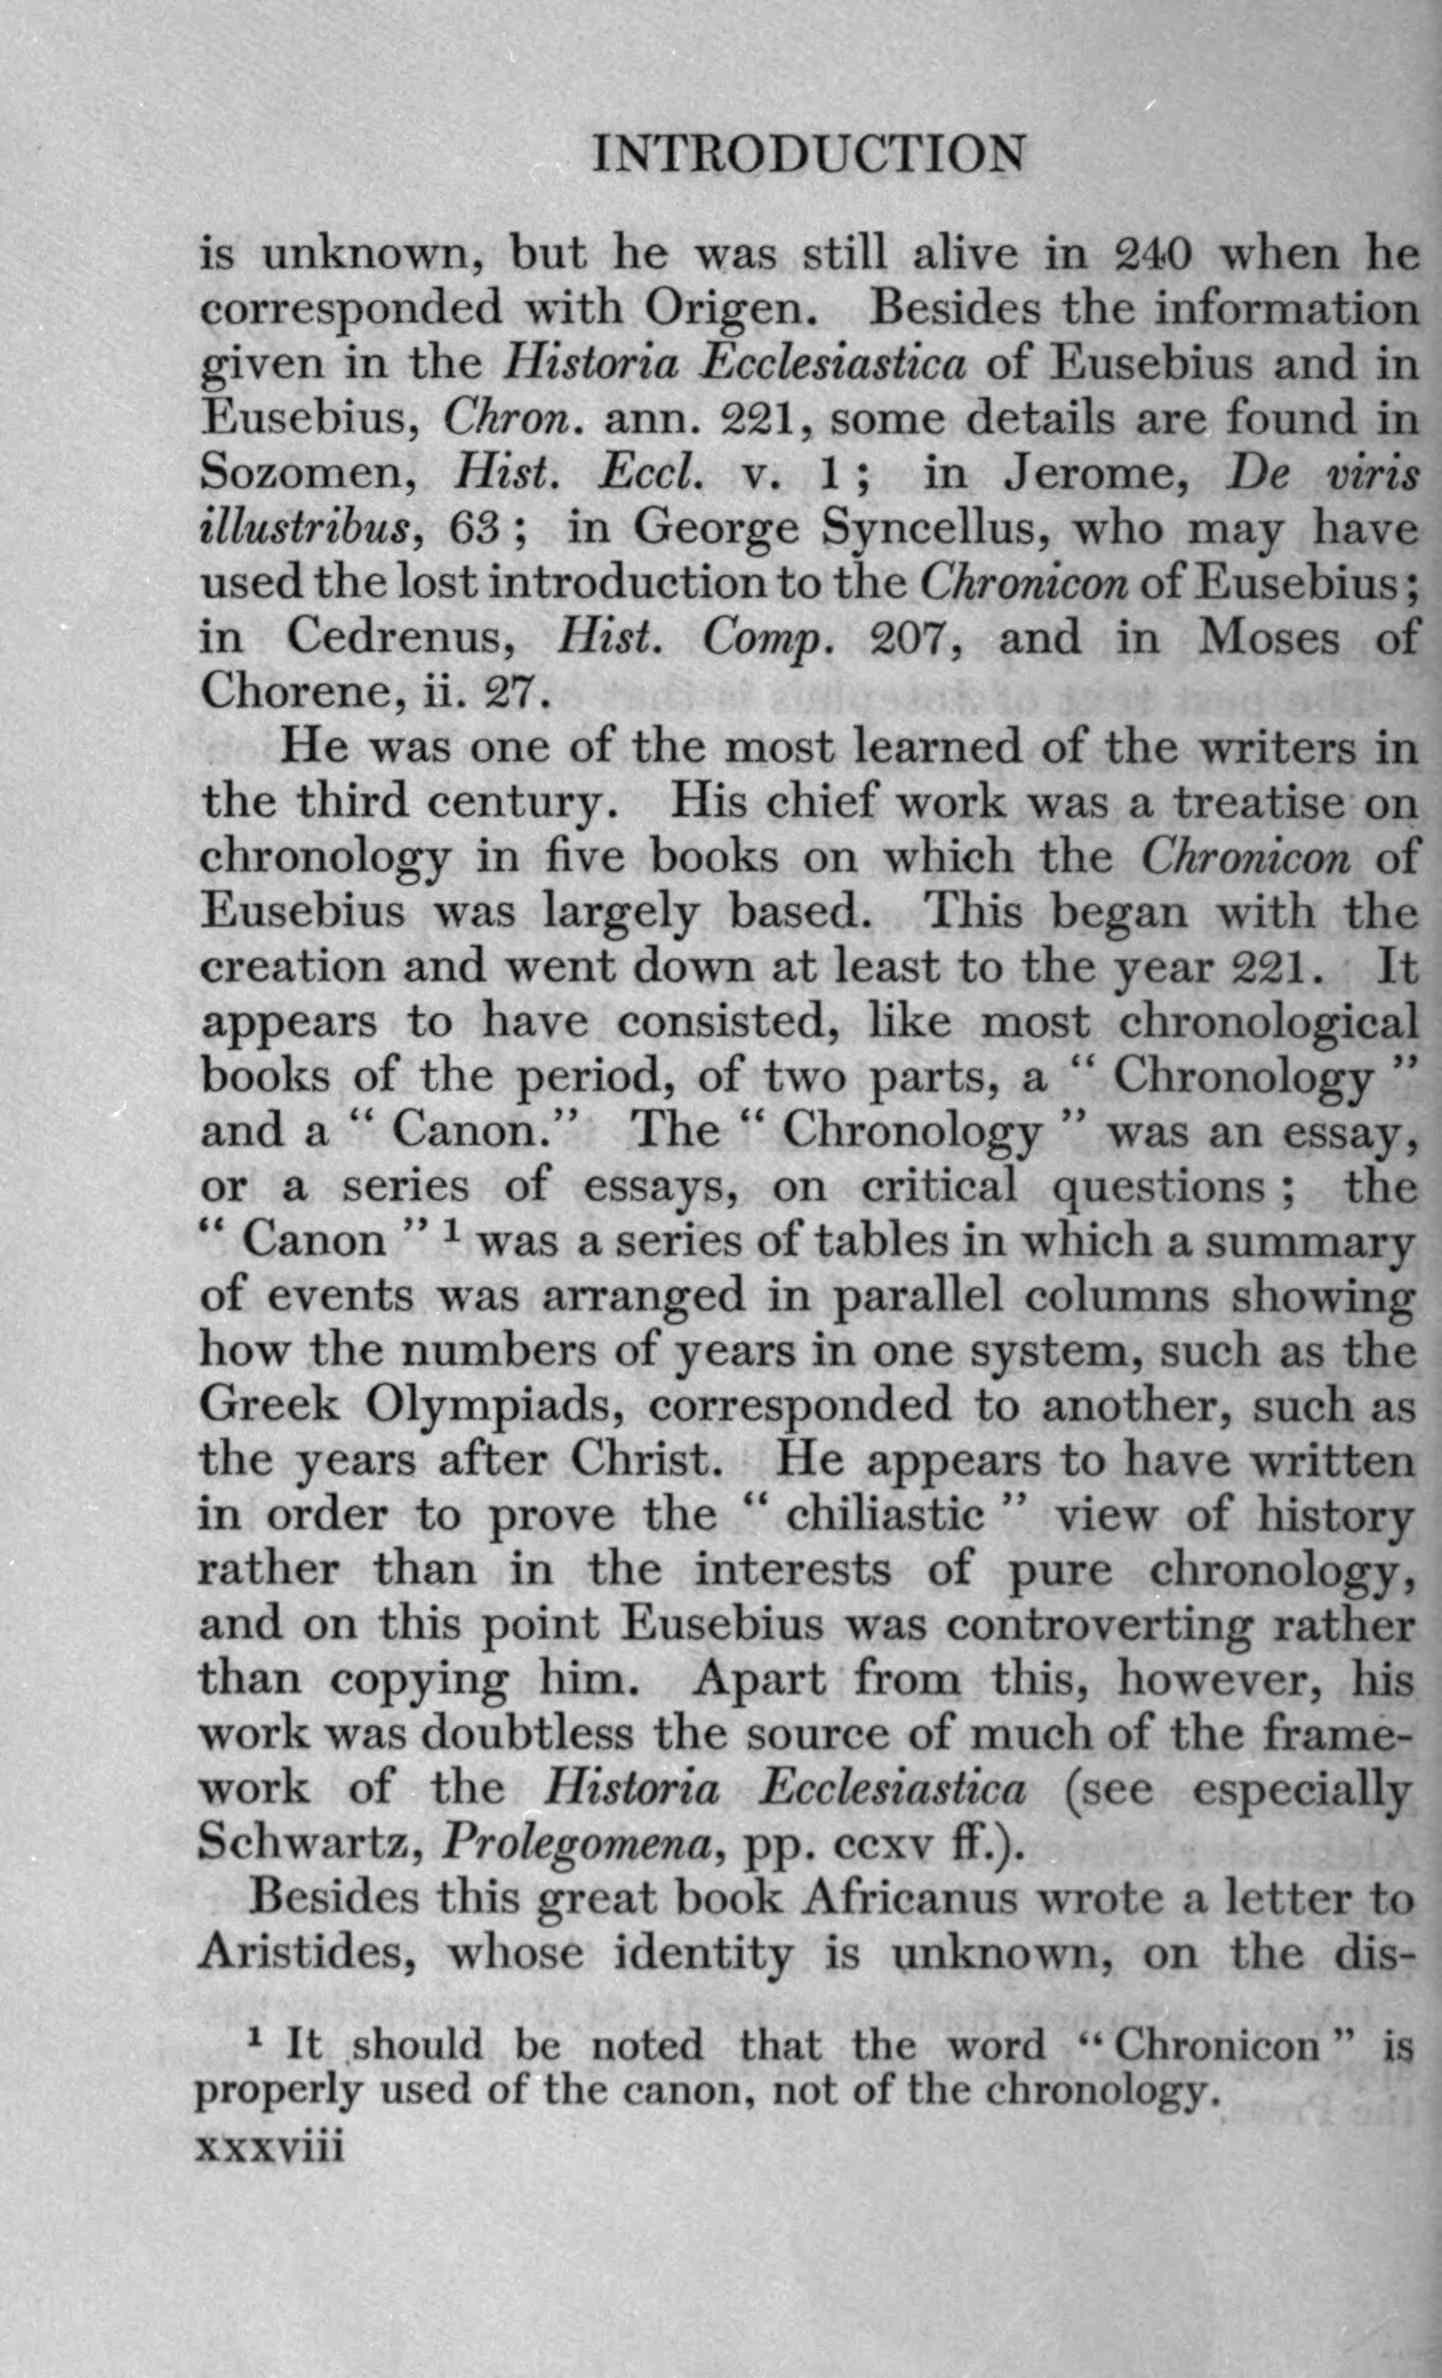 INTRODUCTION
is unknown, but he was still alive in 240 when he
corresponded with Origen. Besides the information
given in the Historia Ecclesiastica of Eusebius and in
Eusebius, Chron. ann. 221, some details are found in
Sozomen, Hist. Eccl. v. 1 ; in Jerome, De viris
illustribus, 63 ; in George Syncellus, who may have
used the lost introduction to the Chronicon of Eusebius ;
in Cedrenus, Hist. Comp. 207, and in Moses of
Chorene, ii. 27.
He was one of the most learned of the writers in
the third century. His chief work was a treatise on
chronology in five books on which the Chronicon of
Eusebius was largely based. This began with the
creation and went down at least to the year 221. It
appears to have consisted, like most chronological
books of the period, of two parts, a “ Chronology ”
and a “ Canon.” The “ Chronology ” was an essay,
or a series of essays, on critical questions ; the
“ Canon ” ¹ was a series of tables in which a summary
of events was arranged in parallel columns showing
how the numbers of years in one system, such as the
Greek Olympiads, corresponded to another, such as
the years after Christ. He appears to have written
in order to prove the “ chiliastic ” view of history
rather than in the interests of pure chronology,
and on this point Eusebius was controverting rather
than copying him. Apart from this, however, his
work was doubtless the source of much of the frame-
work of the Historia Ecclesiastica (see especially
Schwartz, Prolegomena, pp. ccxv ff.).
Besides this great book Africanus wrote a letter to
Aristides, whose identity is unknown, on the dis-
¹ It should be noted that the word “ Chronicon ” is
properly used of the canon, not of the chronology.
xxxviii